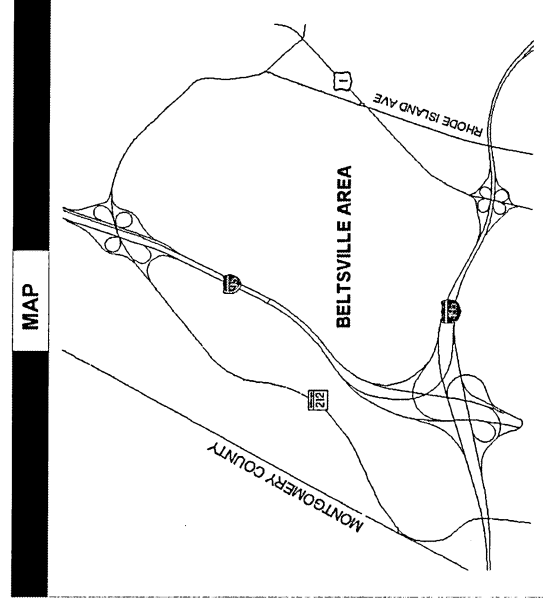 MAP
MONTGOMERY COUNTY
212
1
RHODE ISLAND AVE
BELTSVILLE AREA